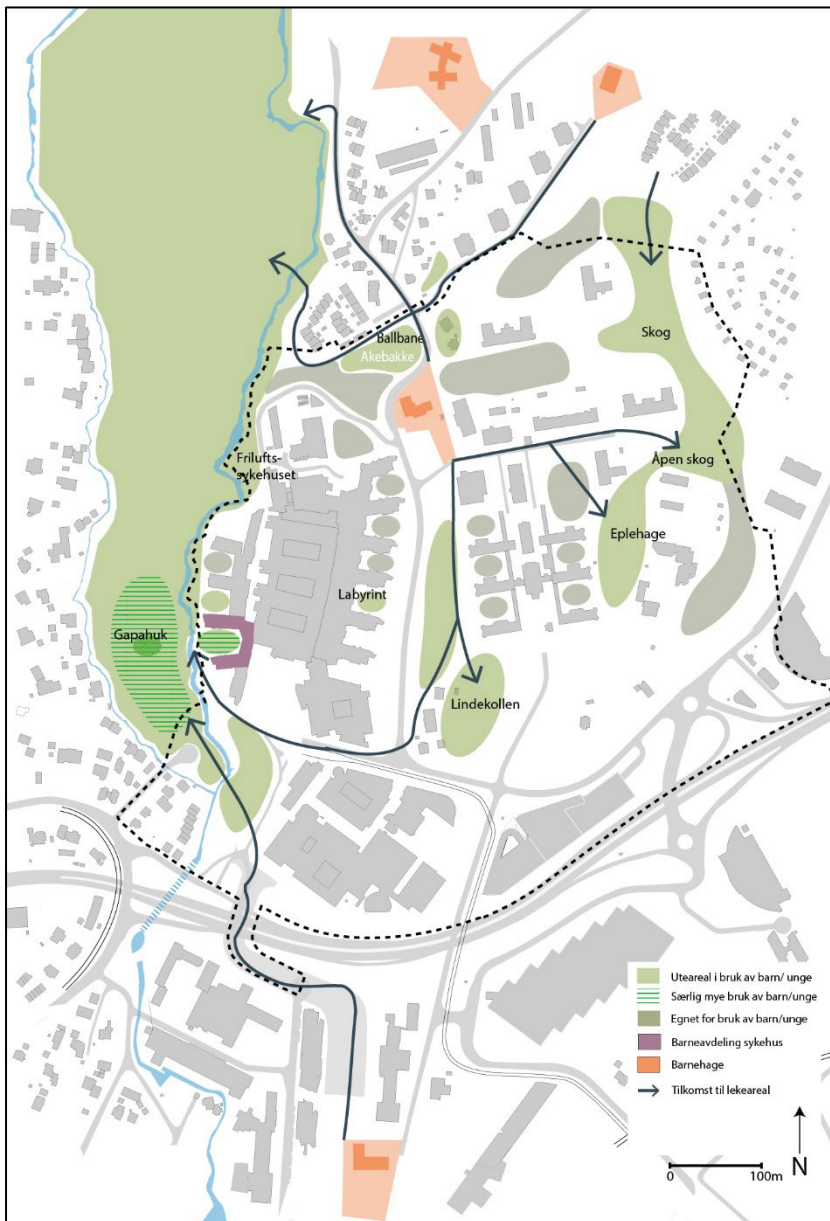 Ballbane
Akebakke
Skog
Frilufts-
sykehuset
Åpen skog
Eplehage
Labyrint
Gapahuk
Lindekollen
Uteareal i bruk av barn/ unge
Særlig mye bruk av barn/unge
Egnet for bruk av barn/unge
Barneavdeling sykehus
Barnehage
Tilkomst til lekeareal
0 100m N